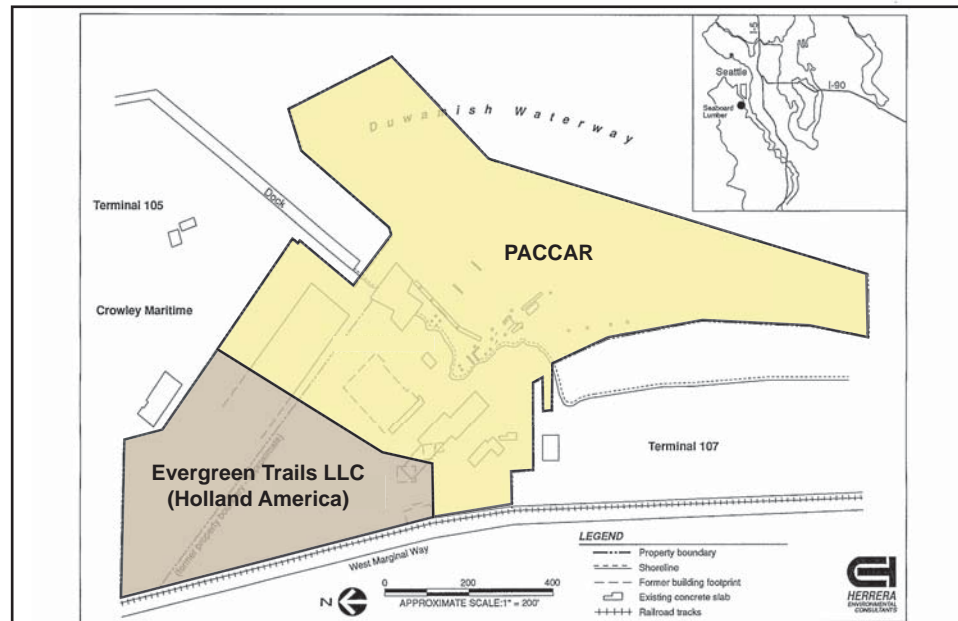 I-5
Seattle
I-90
Seaboard
Lumber
Duwamish Waterway
Dock
Terminal 105
PACCAR
Crowley Maritime
Evergreen Trails LLC
(Holland America)
Terminal 107
West Marginal Way
LEGEND
Property boundary
Shoreline
Former building footprint
Existing concrete slab
Railroad tracks
N
0 200 400
APPROXIMATE SCALE:1" = 200'
HERRERA
ENVIRONMENTAL
CONSULTANTS